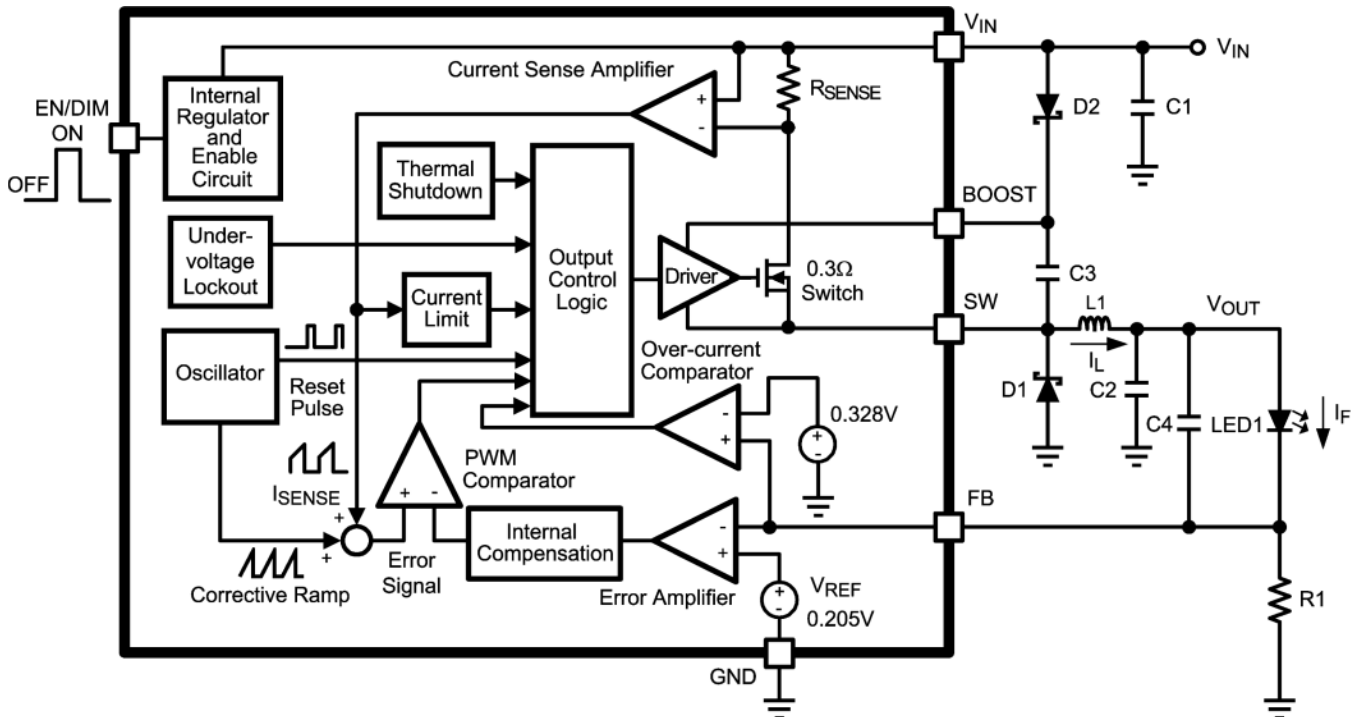 VIN
VIN
Current Sense Amplifier
RSENSE
+
-
D2
C1
EN/DIM
ON
OFF
Internal
Regulator
and
Enable
Circuit
Thermal
Shutdown
BOOST
Under-
voltage
Lockout
Output
Control
Logic
Driver
0.3Ω
Switch
C3
Current
Limit
SW
L1
VOUT
IL
Oscillator
Reset
Pulse
Over-current
Comparator
D1
C2
C4
LED1
IF
-
+
0.328V
+
-
ISENSE
PWM
Comparator
+ -
FB
+
+
Error
Signal
Internal
Compensation
-
+
Corrective Ramp
Error Amplifier
VREF
+
-
0.205V
R1
GND